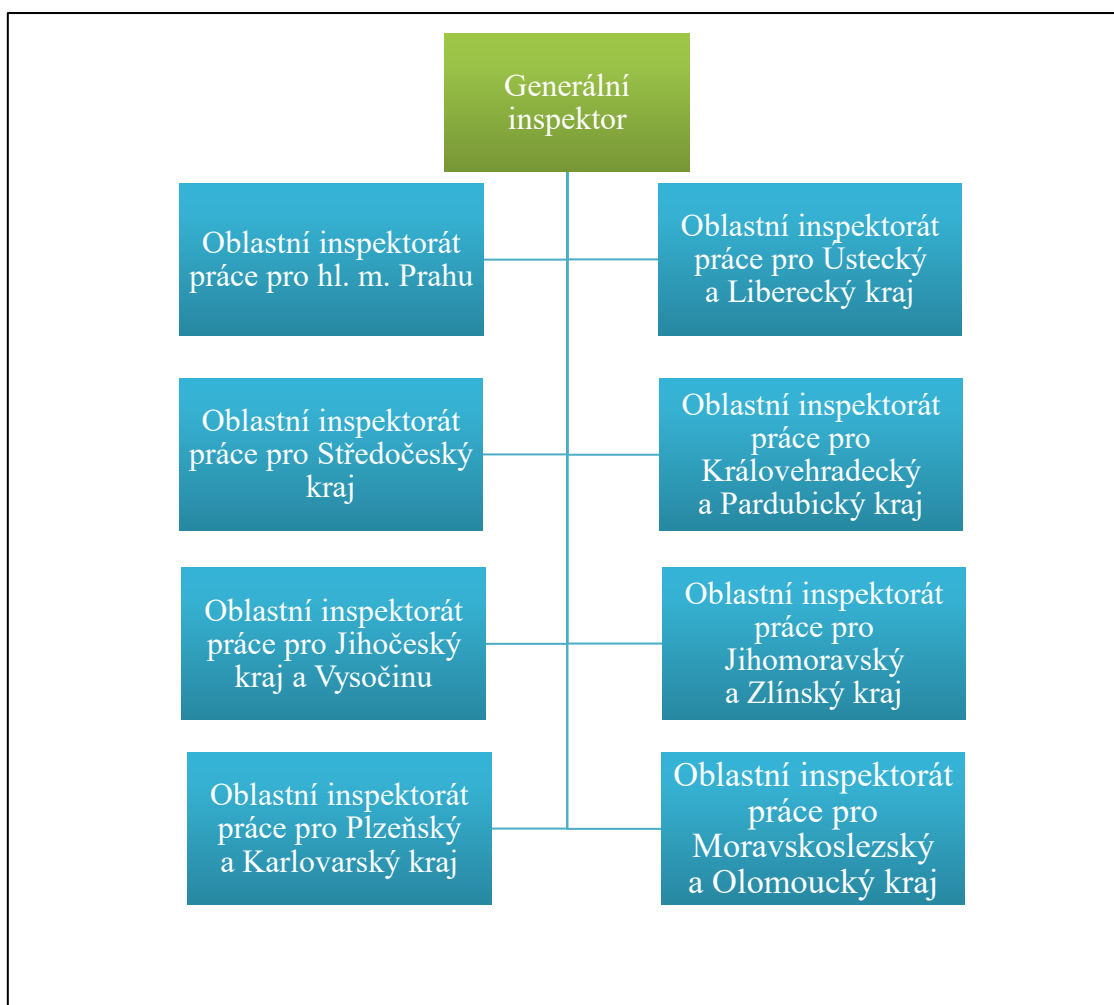 Generální
inspektor
Oblastní inspektorát
práce pro hl. m. Prahu
Oblastní inspektorát
práce pro Ústecký
a Liberecký kraj
Oblastní inspektorát
práce pro Středočeský
kraj
Oblastní inspektorát
práce pro
Královehradecký
a Pardubický kraj
Oblastní inspektorát
práce pro Jihočeský
kraj a Vysočinu
Oblastní inspektorát
práce pro
Jihomoravský
a Zlínský kraj
Oblastní inspektorát
práce pro Plzeňský
a Karlovarský kraj
Oblastní inspektorát
práce pro
Moravskoslezský
a Olomoucký kraj